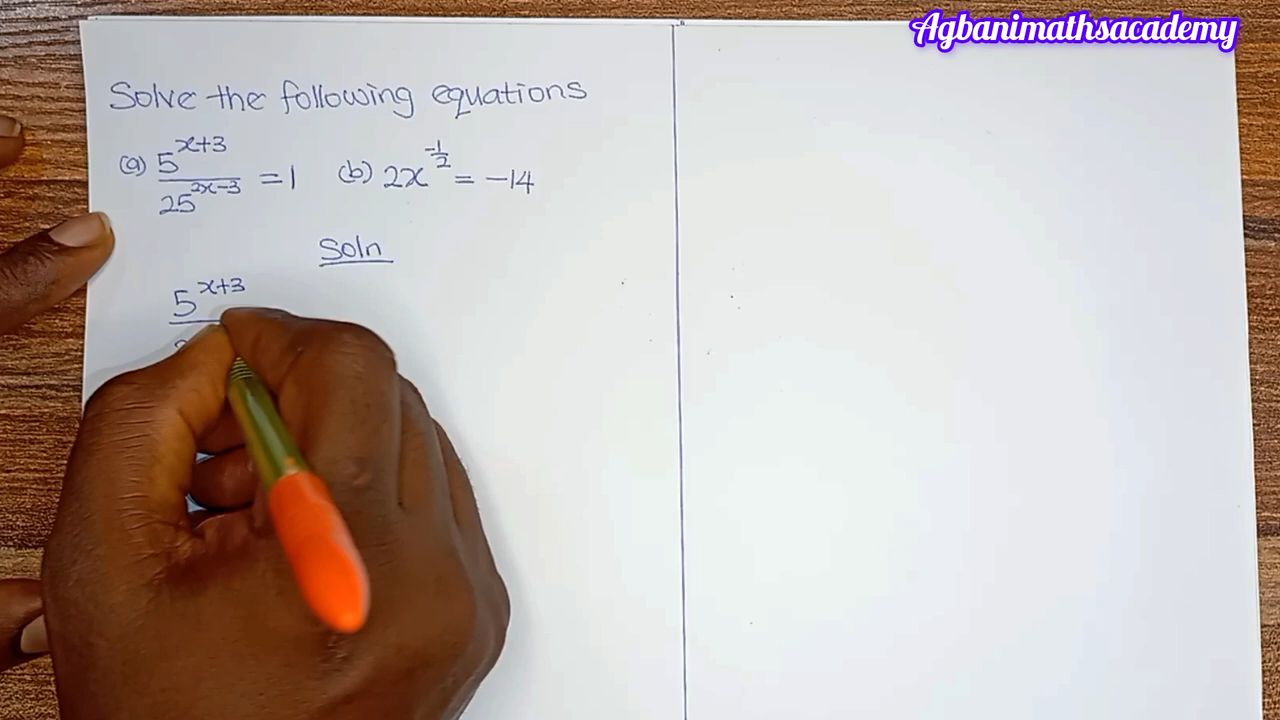 Agbanimathsacademy
Solve the following equations
(a) 5^{x+3}/25^{2x-3} = 1 (b) 2x^{-1/2} = -14
Soln
5^{x+3}